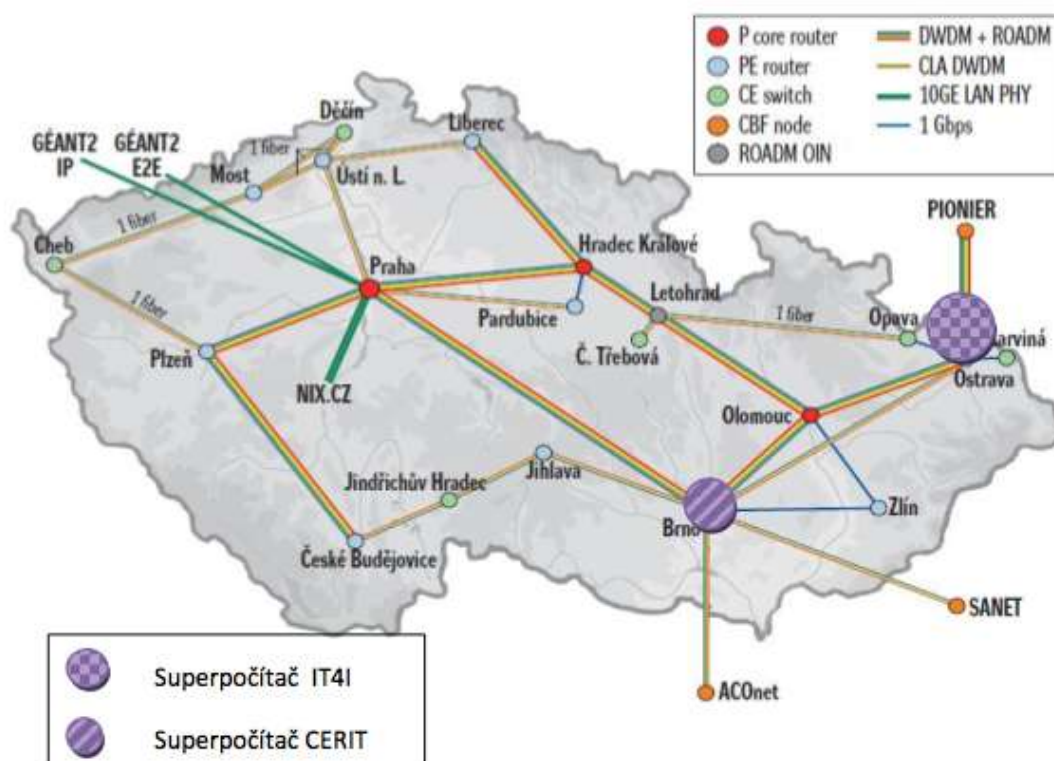 P core router
PE router
CE switch
CBF node
ROADM OIN
DWDM + ROADM
CLA DWDM
10GE LAN PHY
1 Gbps
Děčín
Liberec
GÉANT2
IP
GÉANT2
E2E
1 fiber
Most
Ústí n. L.
PIONIER
1 fiber
Cheb
Hradec Králové
Praha
Letohrad
1 fiber
Pardubice
1 fiber
Opava
Karviná
Č. Třebová
Plzeň
Ostrava
NIX.CZ
Olomouc
Jihlava
Jindřichův Hradec
Zlín
Brno
České Budějovice
SANET
ACOnet
Superpočítač IT4I
Superpočítač CERIT